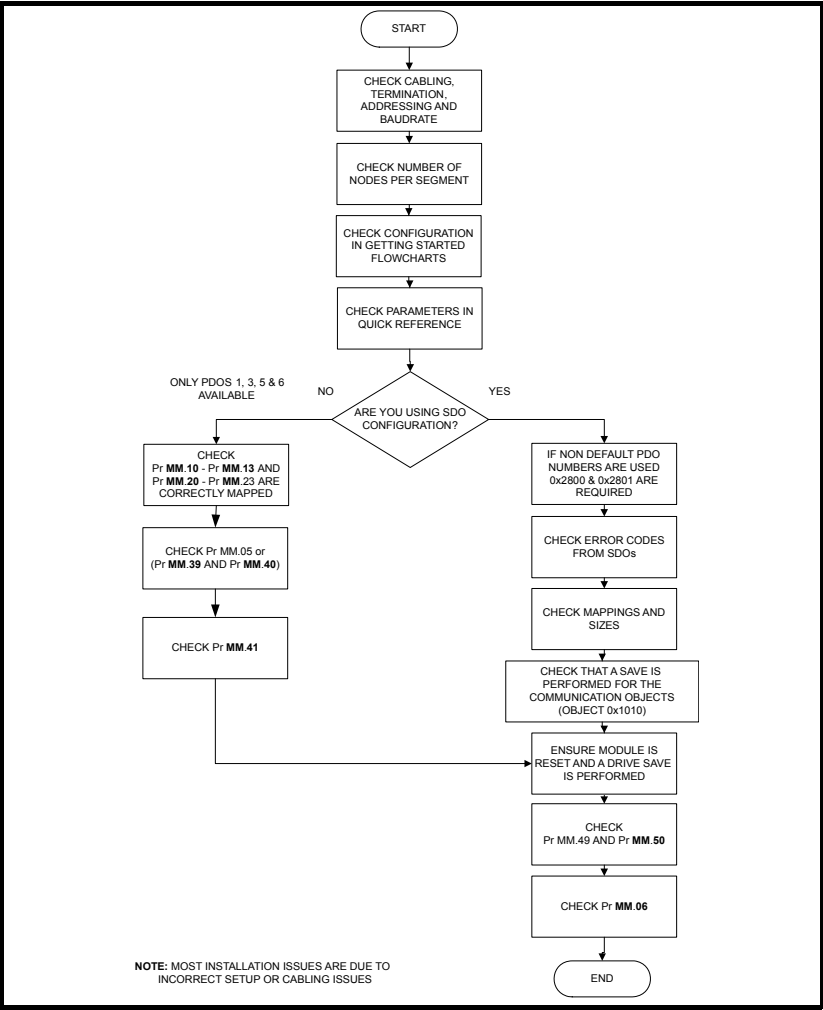 START
CHECK CABLING,
TERMINATION,
ADDRESSING AND
BAUDRATE
CHECK NUMBER OF
NODES PER SEGMENT
CHECK CONFIGURATION
IN GETTING STARTED
FLOWCHARTS
CHECK PARAMETERS IN
QUICK REFERENCE
ARE YOU USING SDO
CONFIGURATION?
NO
ONLY PDOS 1, 3, 5 & 6
AVAILABLE
CHECK
Pr MM.10 - Pr MM.13 AND
Pr MM.20 - Pr MM.23 ARE
CORRECTLY MAPPED
CHECK Pr MM.05 or
(Pr MM.39 AND Pr MM.40)
CHECK Pr MM.41
YES
IF NON DEFAULT PDO
NUMBERS ARE USED
0x2800 & 0x2801 ARE
REQUIRED
CHECK ERROR CODES
FROM SDOs
CHECK MAPPINGS AND
SIZES
CHECK THAT A SAVE IS
PERFORMED FOR THE
COMMUNICATION OBJECTS
(OBJECT 0x1010)
ENSURE MODULE IS
RESET AND A DRIVE SAVE
IS PERFORMED
CHECK
Pr MM.49 AND Pr MM.50
CHECK Pr MM.06
END
NOTE: MOST INSTALLATION ISSUES ARE DUE TO
INCORRECT SETUP OR CABLING ISSUES